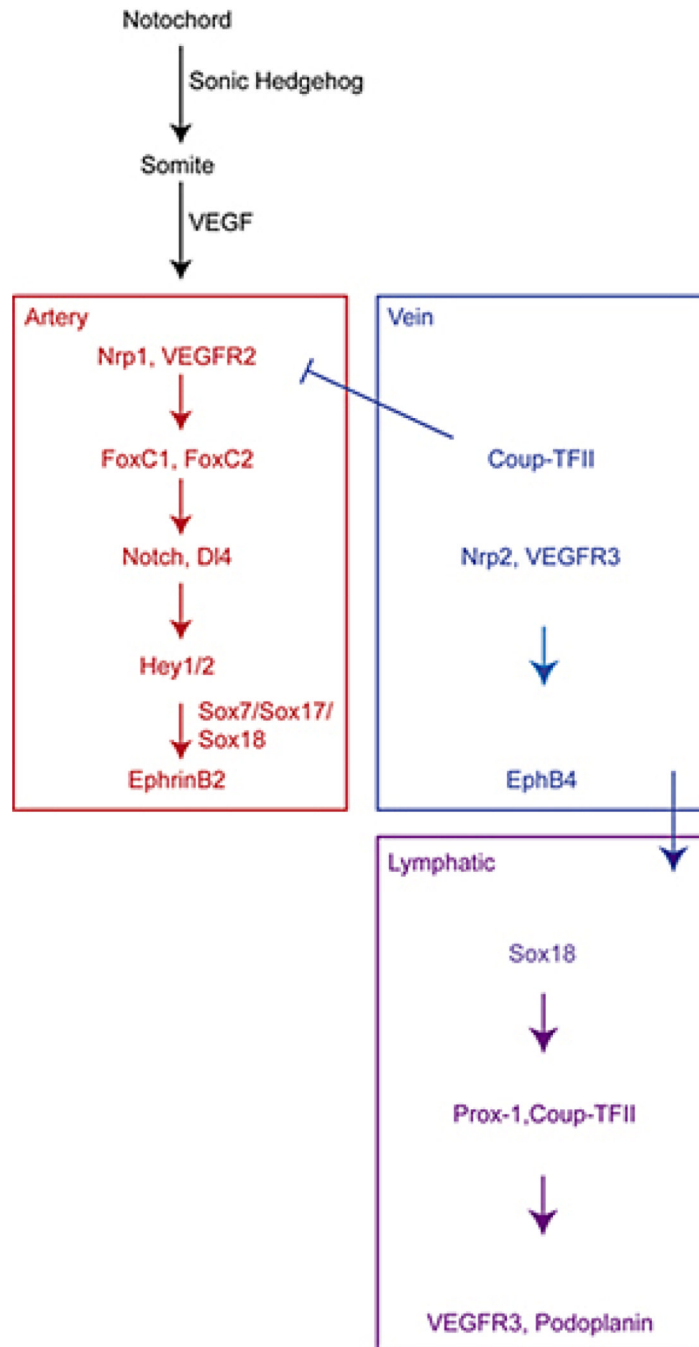 Notochord
Sonic Hedgehog
Somite
VEGF
Artery
Nrp1, VEGFR2
FoxC1, FoxC2
Notch, Dl4
Hey1/2
Sox7/Sox17/
Sox18
EphrinB2
Vein
Coup-TFII
Nrp2, VEGFR3
EphB4
Lymphatic
Sox18
Prox-1,Coup-TFII
VEGFR3, Podoplanin